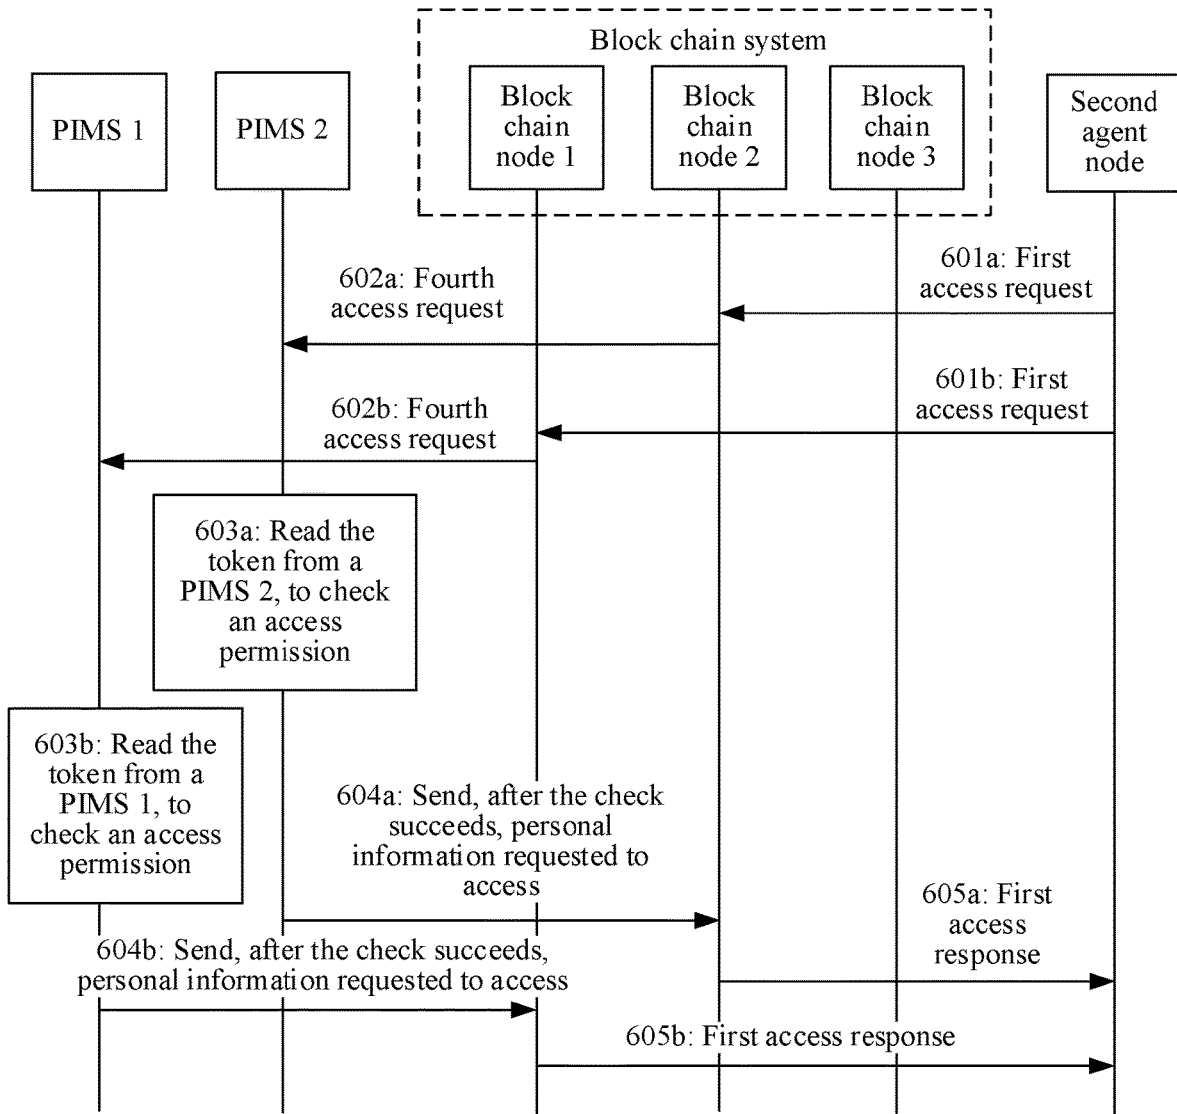 Block chain system
PIMS 1
PIMS 2
Block
chain
node 1
Block
chain
node 2
Block
chain
node 3
Second
agent
node
601a: First
access request
602a: Fourth
access request
601b: First
access request
602b: Fourth
access request
603a: Read the
token from a
PIMS 2, to check
an access
permission
603b: Read the
token from a
PIMS 1, to
check an access
permission
604a: Send, after the check
succeeds, personal
information requested to
access
605a: First
access
response
604b: Send, after the check succeeds,
personal information requested to access
605b: First access response